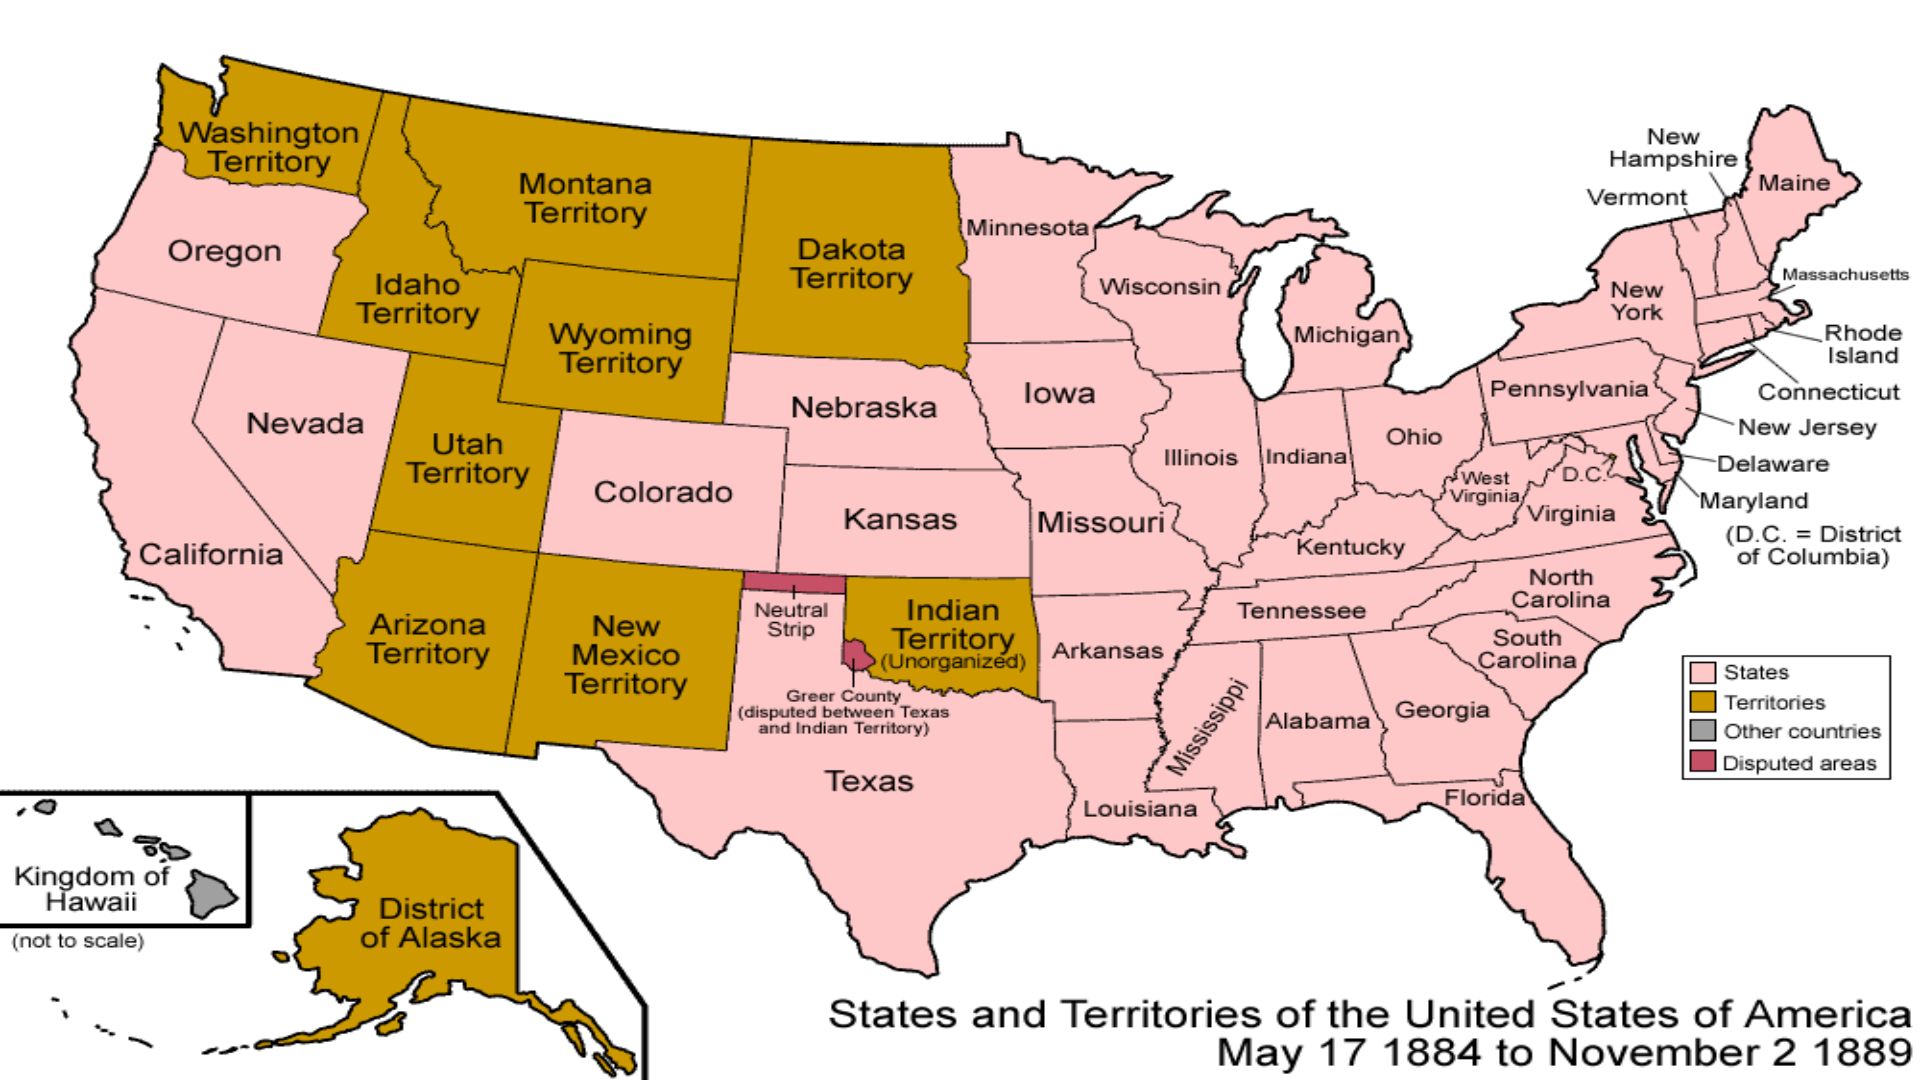 Washington
Territory
Montana
Territory
Dakota
Territory
Minnesota
New
Hampshire
Vermont
Maine
Oregon
Idaho
Territory
Wyoming
Territory
Wisconsin
Michigan
New
York
Massachusetts
Rhode
Island
Connecticut
New Jersey
Delaware
Maryland
(D.C. = District
of Columbia)
Nevada
Utah
Territory
Nebraska
Iowa
Illinois
Indiana
Ohio
Pennsylvania
West
Virginia
D.C.
Virginia
California
Colorado
Kansas
Missouri
Kentucky
North
Carolina
Tennessee
South
Carolina
Arizona
Territory
New
Mexico
Territory
Neutral
Strip
Indian
Territory
(Unorganized)
Greer County
(disputed between Texas
and Indian Territory)
Arkansas
Mississippi
Alabama
Georgia
Texas
Louisiana
Florida
States
Territories
Other countries
Disputed areas
Kingdom of
Hawaii
(not to scale)
District
of Alaska
States and Territories of the United States of America
May 17 1884 to November 2 1889